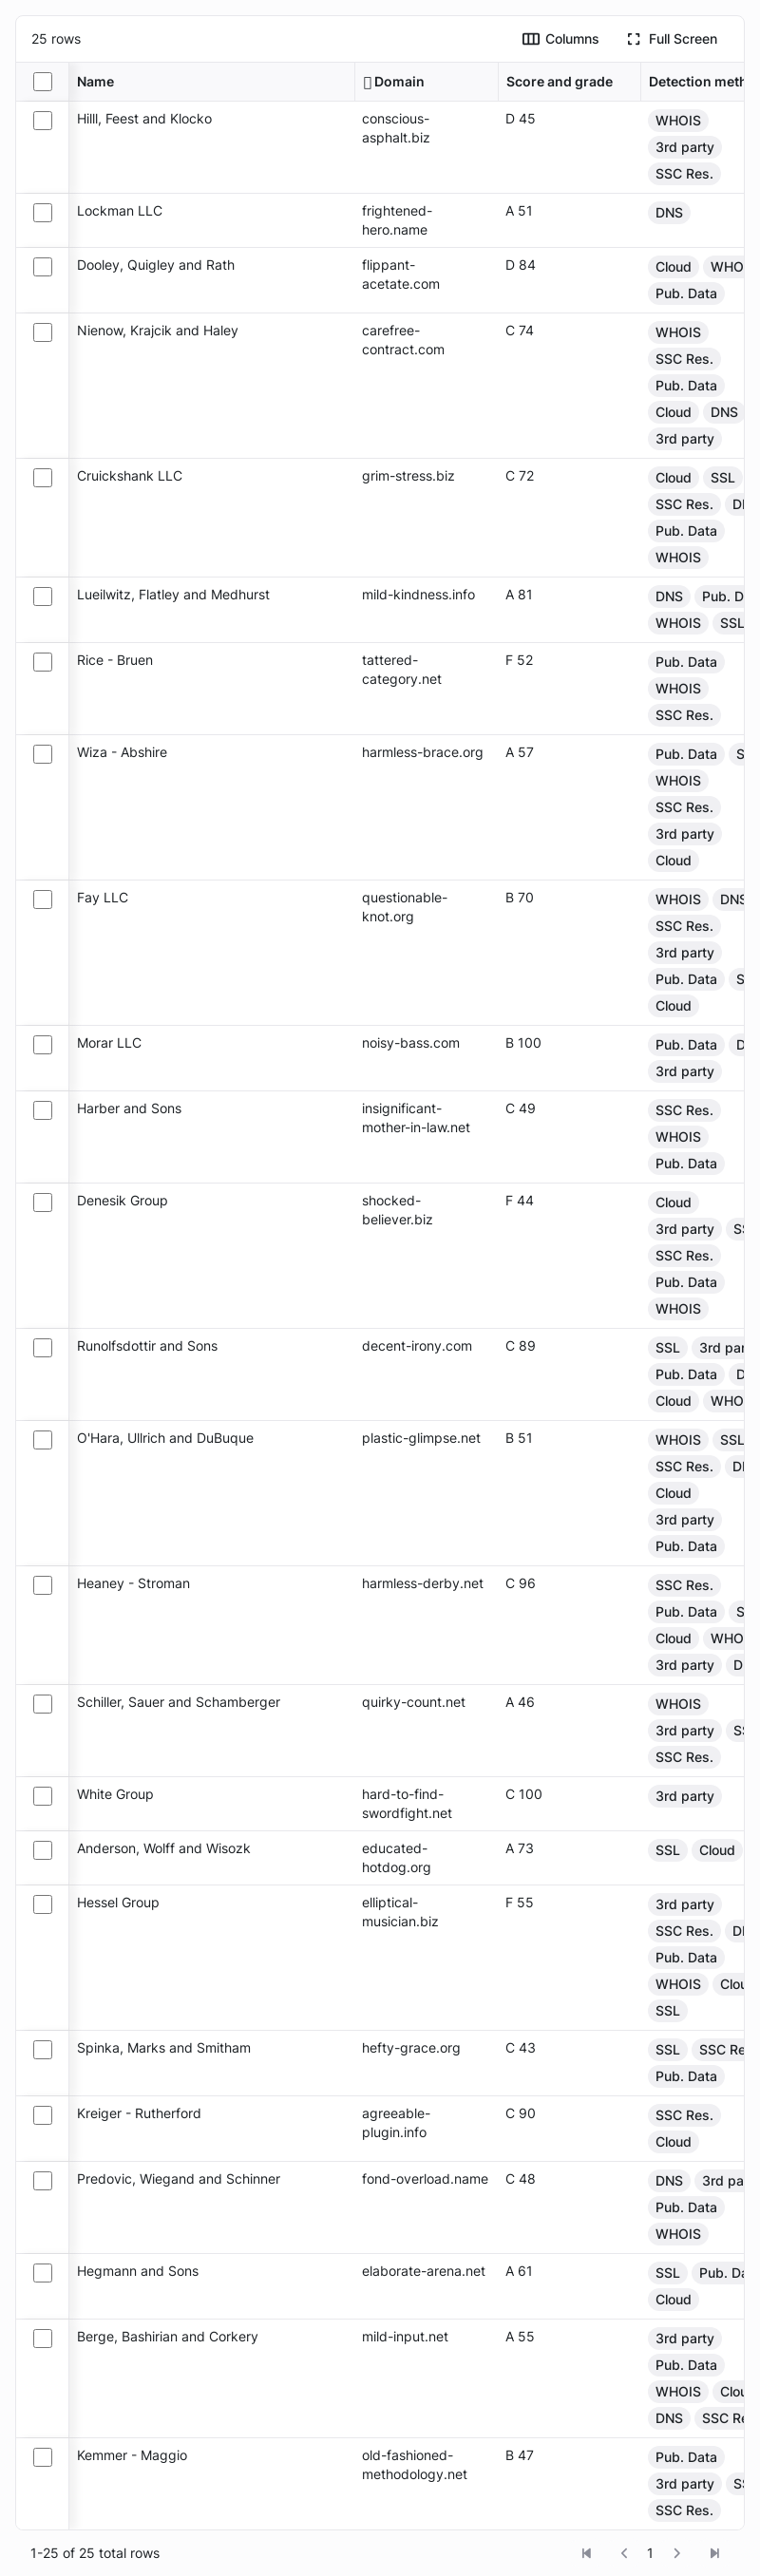 25 rows Columns Full Screen
Name Domain Score and grade Detection meth
Hilll, Feest and Klocko conscious- D 45 WHOIS
asphalt.biz 3rd party
SSC Res.
Lockman LLC frightened- A 51 DNS
hero.name
Dooley, Quigley and Rath flippant- D 84 Cloud WHO
acetate.com Pub. Data
Nienow, Krajcik and Haley carefree- C 74 WHOIS
contract.com SSC Res.
Pub. Data
Cloud DNS
3rd party
Cruickshank LLC grim-stress.biz C 72 Cloud SSL
SSC Res.
Pub. Data
WHOIS
Lueilwitz, Flatley and Medhurst mild-kindness.info A 81 DNS Pub. D
WHOIS SSL
Rice - Bruen tattered- F 52 Pub. Data
category.net WHOIS
SSC Res.
Wiza - Abshire harmless-brace.org A 57 Pub. Data S
WHOIS
SSC Res.
3rd party
Cloud
Fay LLC questionable- B 70 WHOIS DNS
knot.org SSC Res.
3rd party
Pub. Data S
Cloud
Morar LLC noisy-bass.com B 100 Pub. Data D
3rd party
Harber and Sons insignificant- C 49 SSC Res.
mother-in-law.net WHOIS
Pub. Data
Denesik Group shocked- F 44 Cloud
believer.biz 3rd party SS
SSC Res.
Pub. Data
WHOIS
Runolfsdottir and Sons decent-irony.com C 89 SSL 3rd par
Pub. Data D
Cloud WHO
O'Hara, Ullrich and DuBuque plastic-glimpse.net B 51 WHOIS SSL
SSC Res.
Cloud
3rd party
Pub. Data
Heaney - Stroman harmless-derby.net C 96 SSC Res.
Pub. Data S
Cloud WHO
3rd party D
Schiller, Sauer and Schamberger quirky-count.net A 46 WHOIS
3rd party SS
SSC Res.
White Group hard-to-find- C 100 3rd party
swordfight.net
Anderson, Wolff and Wisozk educated- A 73 SSL Cloud
hotdog.org
Hessel Group elliptical- F 55 3rd party
musician.biz SSC Res.
Pub. Data
WHOIS Clou
SSL
Spinka, Marks and Smitham hefty-grace.org C 43 SSL SSC Re
Pub. Data
Kreiger - Rutherford agreeable- C 90 SSC Res.
plugin.info Cloud
Predovic, Wiegand and Schinner fond-overload.name C 48 DNS 3rd pa
Pub. Data
WHOIS
Hegmann and Sons elaborate-arena.net A 61 SSL Pub. Da
Cloud
Berge, Bashirian and Corkery mild-input.net A 55 3rd party
Pub. Data
WHOIS Clou
DNS SSC Re
Kemmer - Maggio old-fashioned- B 47 Pub. Data
methodology.net 3rd party SS
SSC Res.
1-25 of 25 total rows 1